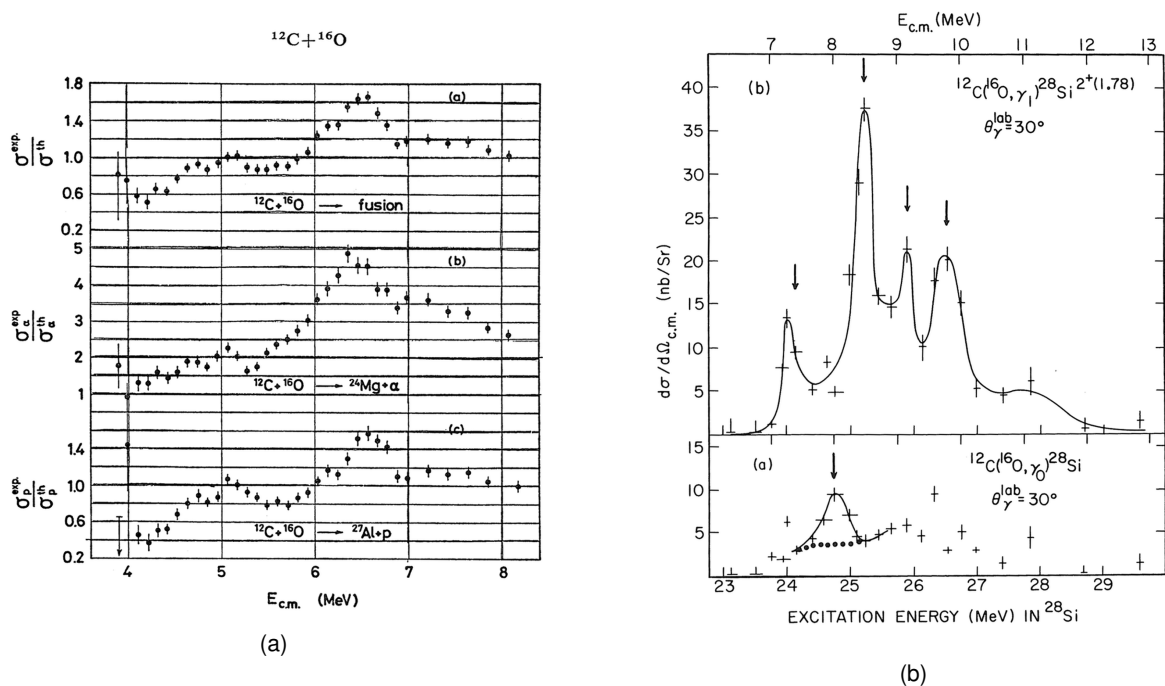 ¹²C+¹⁶O
1.8
1.4
1.0
0.6
0.2
σ^exp. / σ^th
(a)
¹²C+¹⁶O → fusion
5
4
3
2
1
σ_α^exp / σ_α^th
(b)
¹²C+¹⁶O → ²⁴Mg+α
1.4
1.0
0.6
0.2
σ_p^exp. / σ_p^th
(c)
¹²C+¹⁶O → ²⁷Al+p
4 5 6 7 8
E_c.m. (MeV)
(a)
E_c.m. (MeV)
7 8 9 10 11 12 13
(b)
¹²C(¹⁶O,γ₁)²⁸Si²⁺(1.78)
θ_γ^lab = 30°
40
35
30
25
20
15
10
5
dσ/dΩ_c.m. (nb/Sr)
(a)
¹²C(¹⁶O,γ₀)²⁸Si
θ_γ^lab = 30°
15
10
5
23 24 25 26 27 28 29
EXCITATION ENERGY (MeV) IN ²⁸Si
(b)